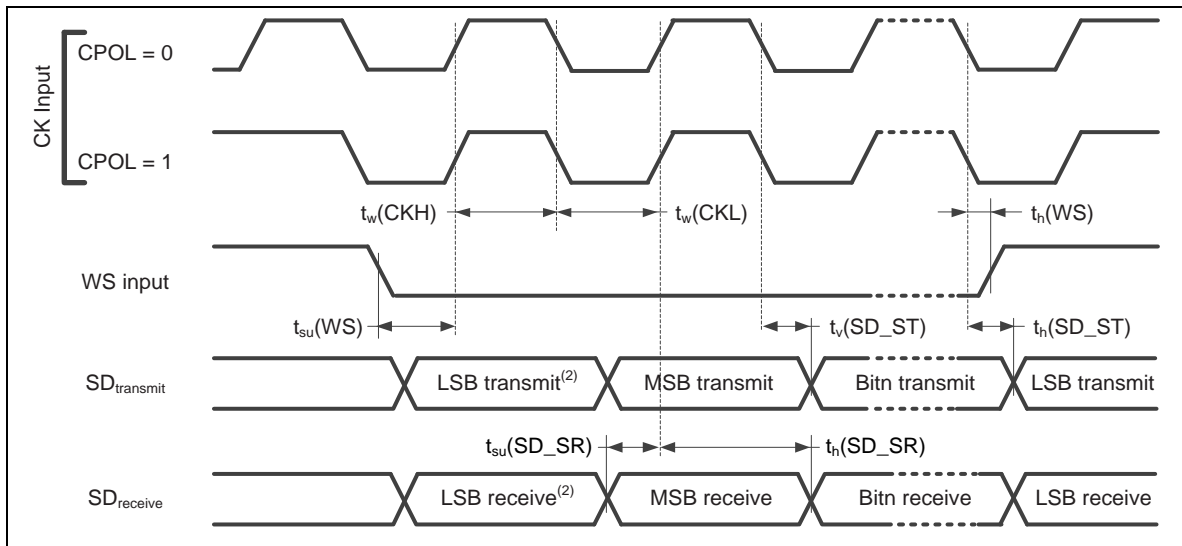 CK Input
CPOL = 0
CPOL = 1
tw(CKH)
tw(CKL)
th(WS)
WS input
tsu(WS)
tv(SD_ST)
th(SD_ST)
SDtransmit
LSB transmit(2)
MSB transmit
Bitn transmit
LSB transmit
tsu(SD_SR)
th(SD_SR)
SDreceive
LSB receive(2)
MSB receive
Bitn receive
LSB receive